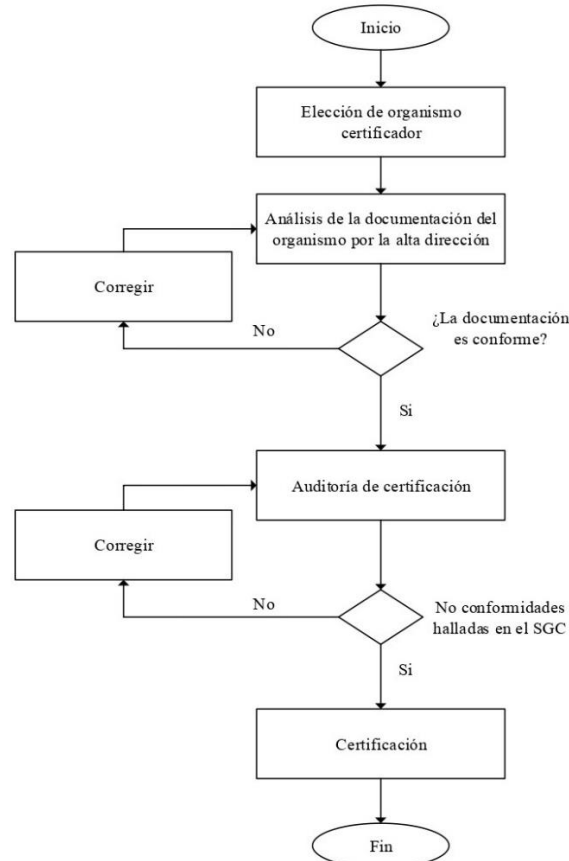 Inicio
Elección de organismo
certificador
Análisis de la documentación del
organismo por la alta dirección
Corregir
¿La documentación
es conforme?
No
Si
Auditoría de certificación
Corregir
No
No conformidades
halladas en el SGC
Si
Certificación
Fin